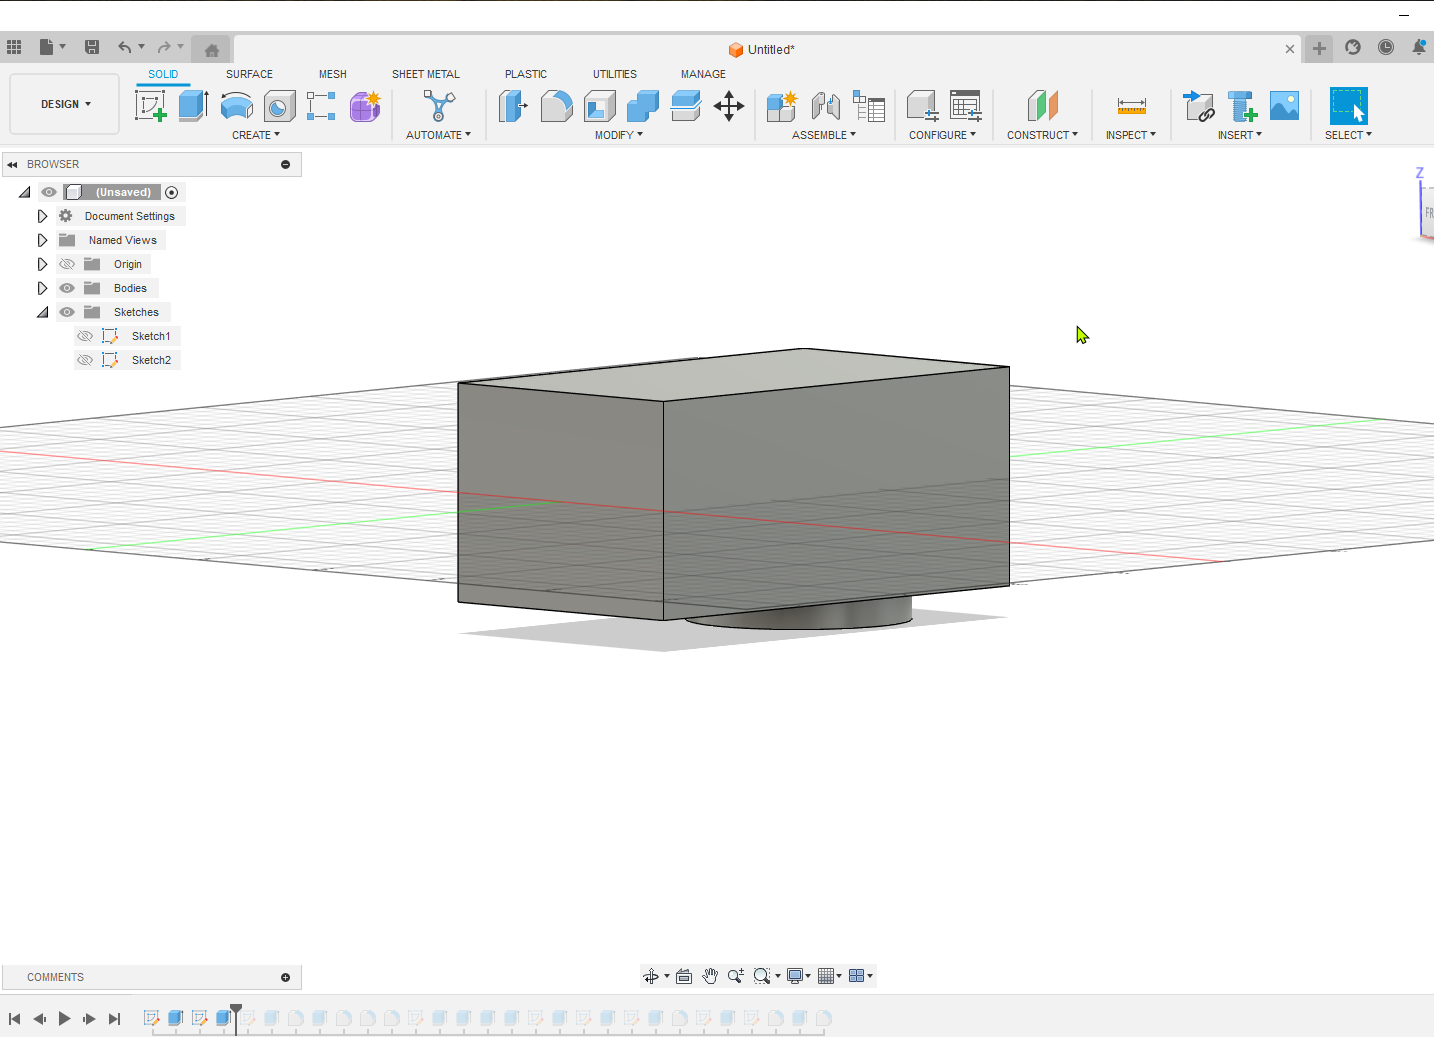 Untitled*
SOLID SURFACE MESH SHEET METAL PLASTIC UTILITIES MANAGE
DESIGN
CREATE AUTOMATE MODIFY ASSEMBLE CONFIGURE CONSTRUCT INSPECT INSERT SELECT
BROWSER
(Unsaved)
Document Settings
Named Views
Origin
Bodies
Sketches
Sketch1
Sketch2
Z
FR
COMMENTS